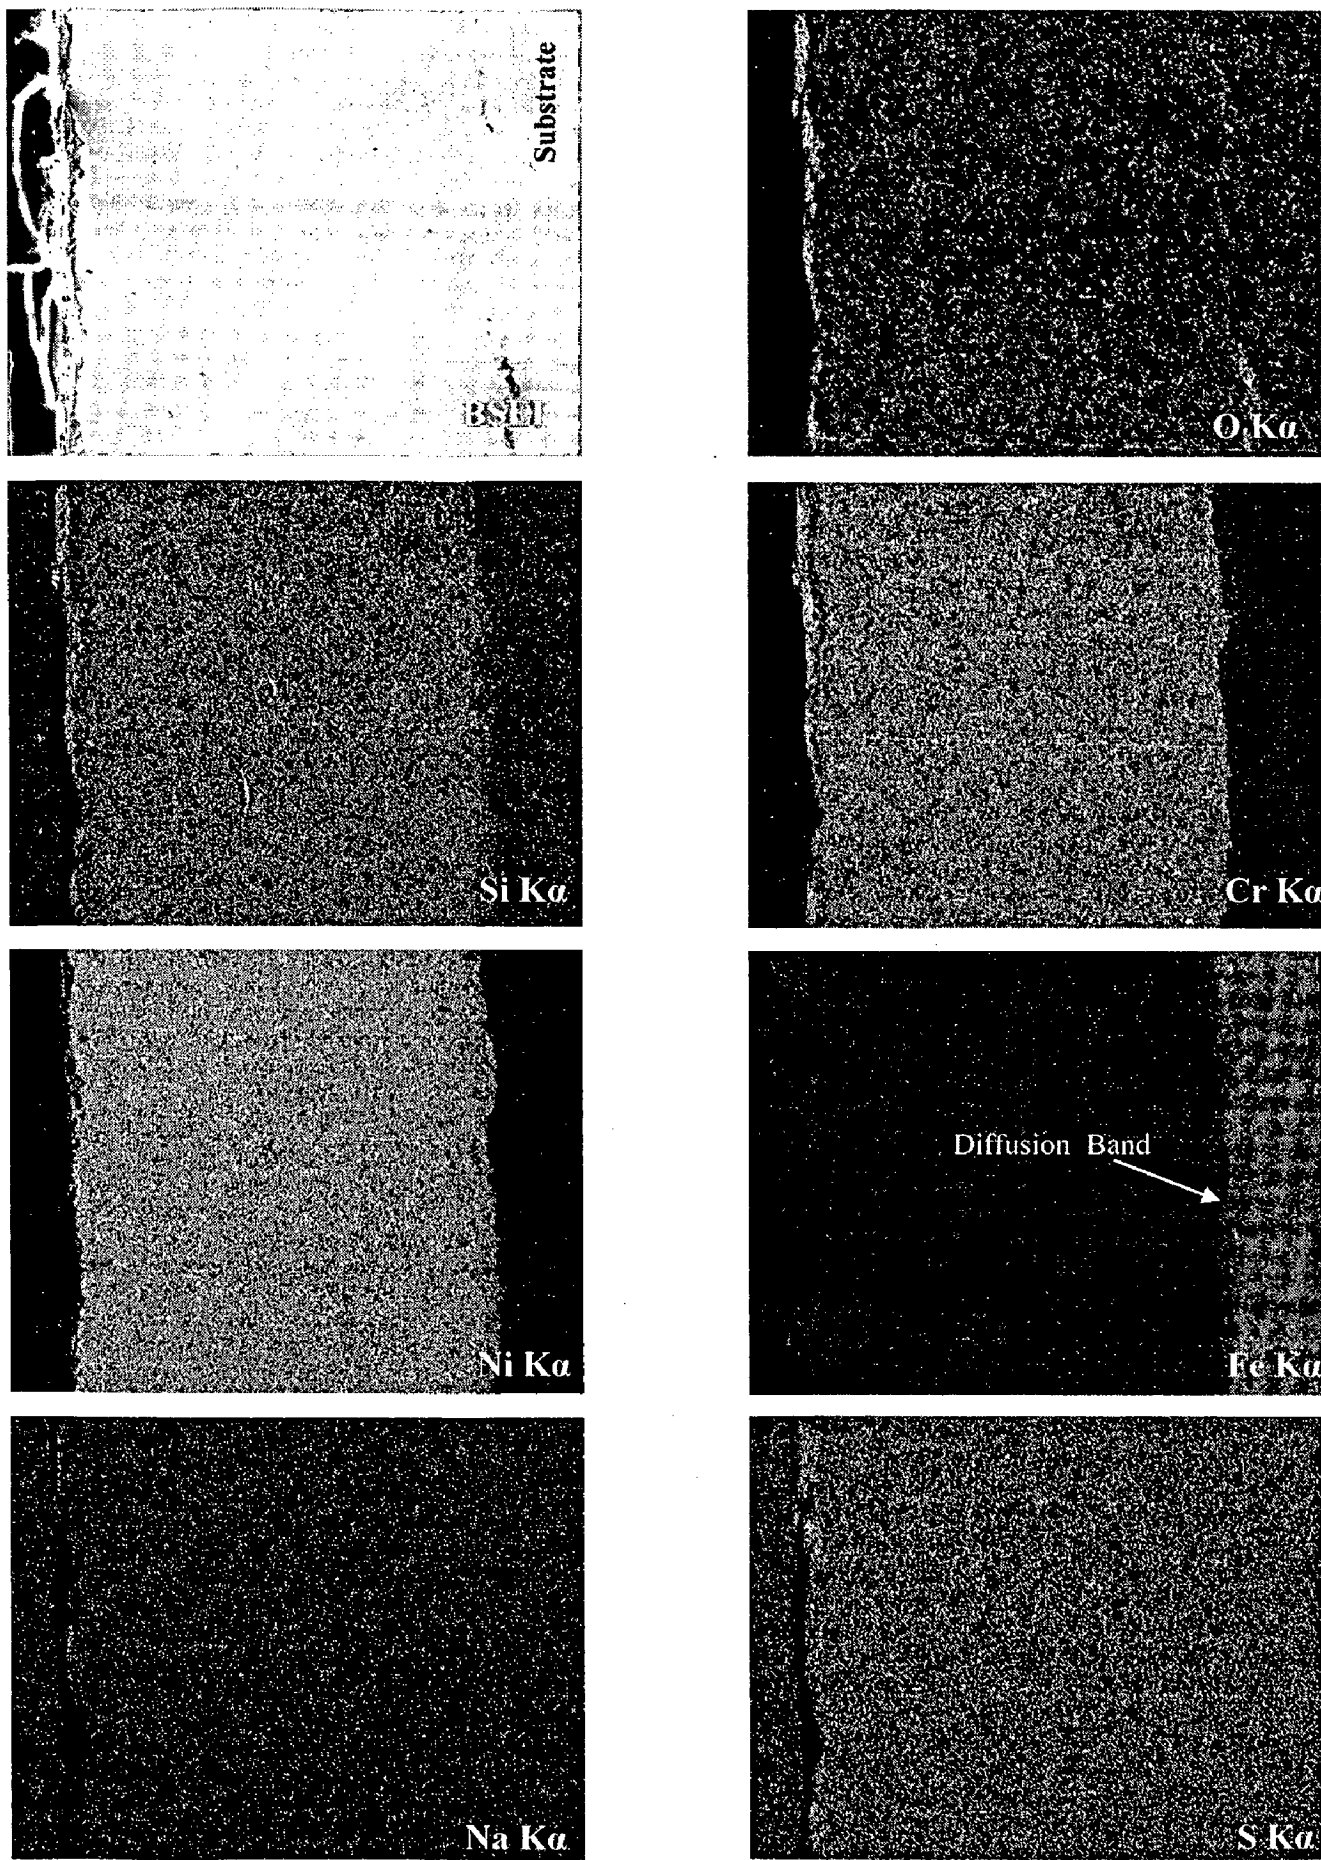 Substrate
BSEI
O Kα
Si Kα
Cr Kα
Ni Kα
Diffusion Band
Fe Kα
Na Kα
S Kα